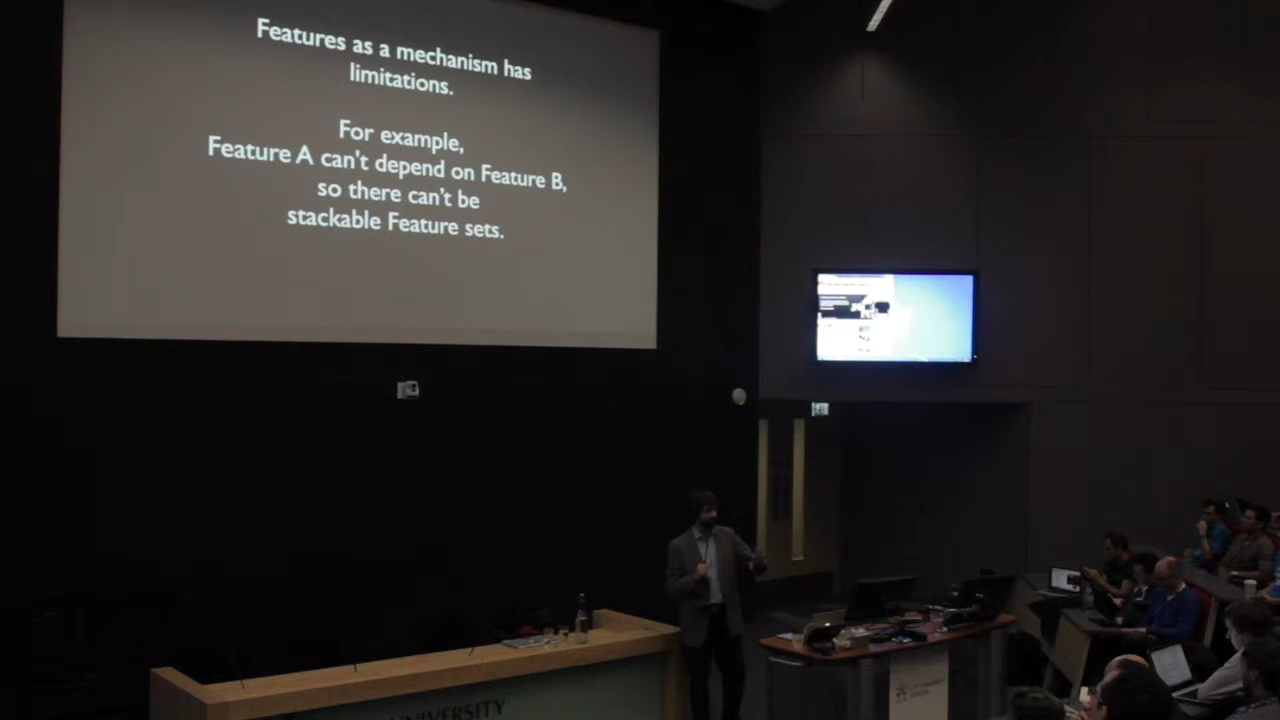 Features as a mechanism has
limitations.
For example,
Feature A can't depend on Feature B,
so there can't be
stackable Feature sets.
UNIVERSITY